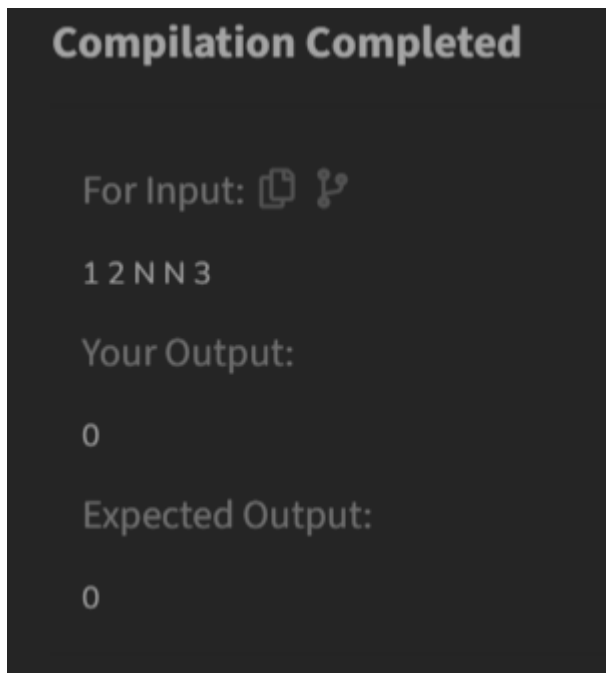 Compilation Completed
For Input:
1 2 N N 3
Your Output:
0
Expected Output:
0